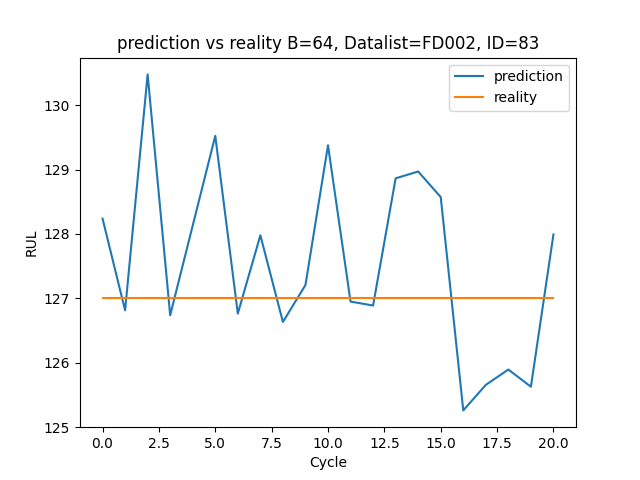 prediction vs reality B=64, Datalist=FD002, ID=83
prediction
reality
RUL
130
129
128
127
126
125
0.0 2.5 5.0 7.5 10.0 12.5 15.0 17.5 20.0
Cycle